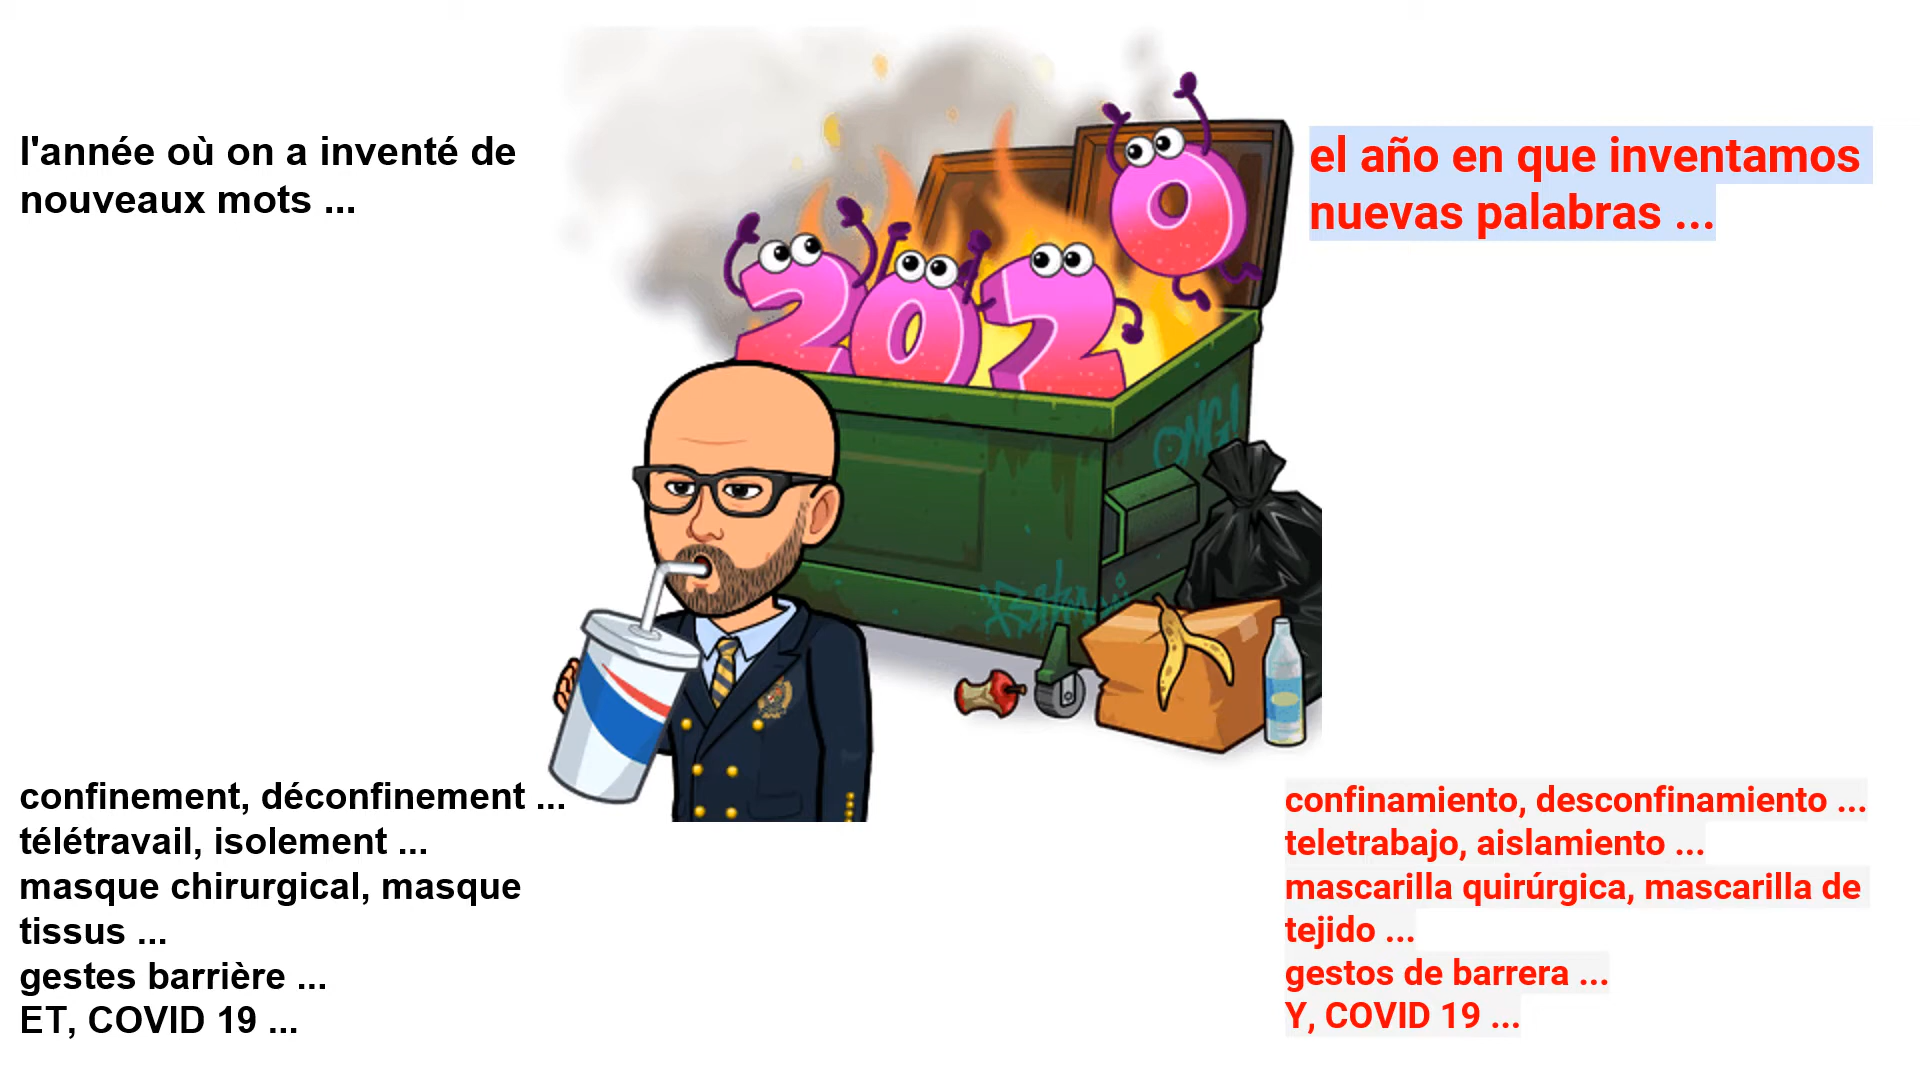 l'année où on a inventé de
nouveaux mots ...
el año en que inventamos
nuevas palabras ...
2020
OMG!
confinement, déconfinement ...
télétravail, isolement ...
masque chirurgical, masque
tissus ...
gestes barrière ...
ET, COVID 19 ...
confinamiento, desconfinamiento ...
teletrabajo, aislamiento ...
mascarilla quirúrgica, mascarilla de
tejido ...
gestos de barrera ...
Y, COVID 19 ...